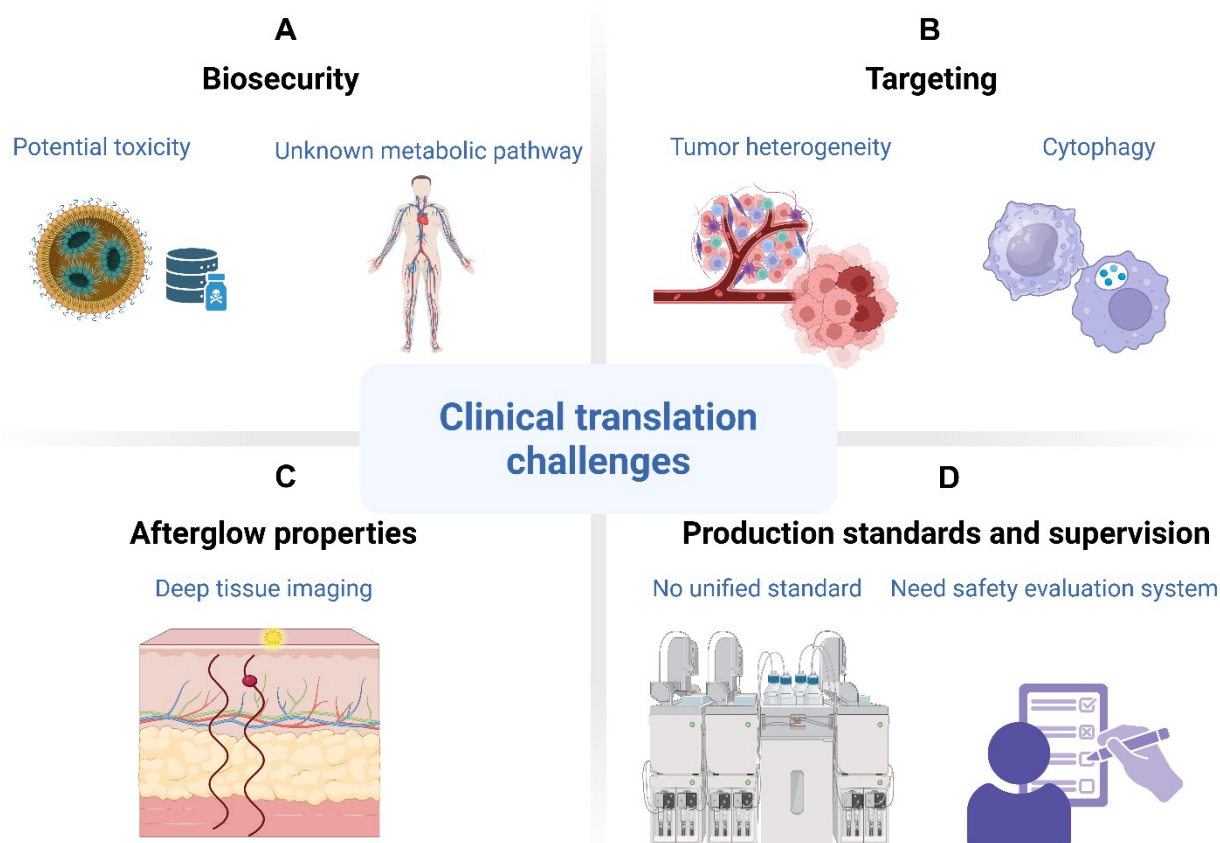 A
Biosecurity
Potential toxicity
Unknown metabolic pathway
B
Targeting
Tumor heterogeneity
Cytophagy
Clinical translation
challenges
C
Afterglow properties
Deep tissue imaging
D
Production standards and supervision
No unified standard
Need safety evaluation system